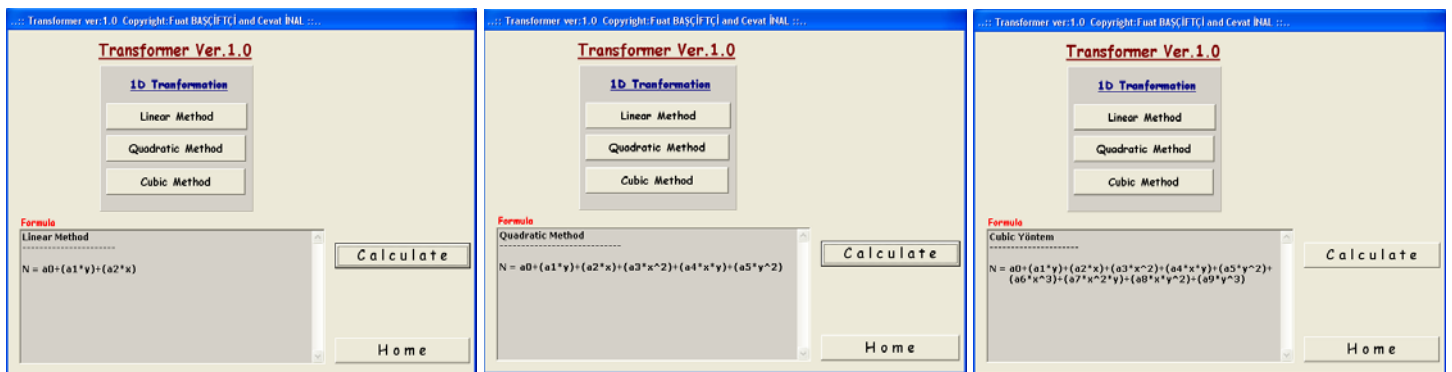 ..:: Transformer ver:1.0 Copyright:Fuat BAŞÇİFTÇİ and Cevat İNAL ::..
Transformer Ver.1.0
1D Tranformation
Linear Method
Quadratic Method
Cubic Method
Formula
Linear Method
-----------------------
N = a0+(a1*y)+(a2*x)
Calculate
Home
..:: Transformer ver:1.0 Copyright:Fuat BAŞÇİFTÇİ and Cevat İNAL ::..
Transformer Ver.1.0
1D Tranformation
Linear Method
Quadratic Method
Cubic Method
Formula
Quadratic Method
------------------------------
N = a0+(a1*y)+(a2*x)+(a3*x^2)+(a4*x*y)+(a5*y^2)
Calculate
Home
..:: Transformer ver:1.0 Copyright:Fuat BAŞÇİFTÇİ and Cevat İNAL ::..
Transformer Ver.1.0
1D Tranformation
Linear Method
Quadratic Method
Cubic Method
Formula
Cubic Yöntem
----------------------
N = a0+(a1*y)+(a2*x)+(a3*x^2)+(a4*x*y)+(a5*y^2)+
(a6*x^3)+(a7*x^2*y)+(a8*x*y^2)+(a9*y^3)
Calculate
Home